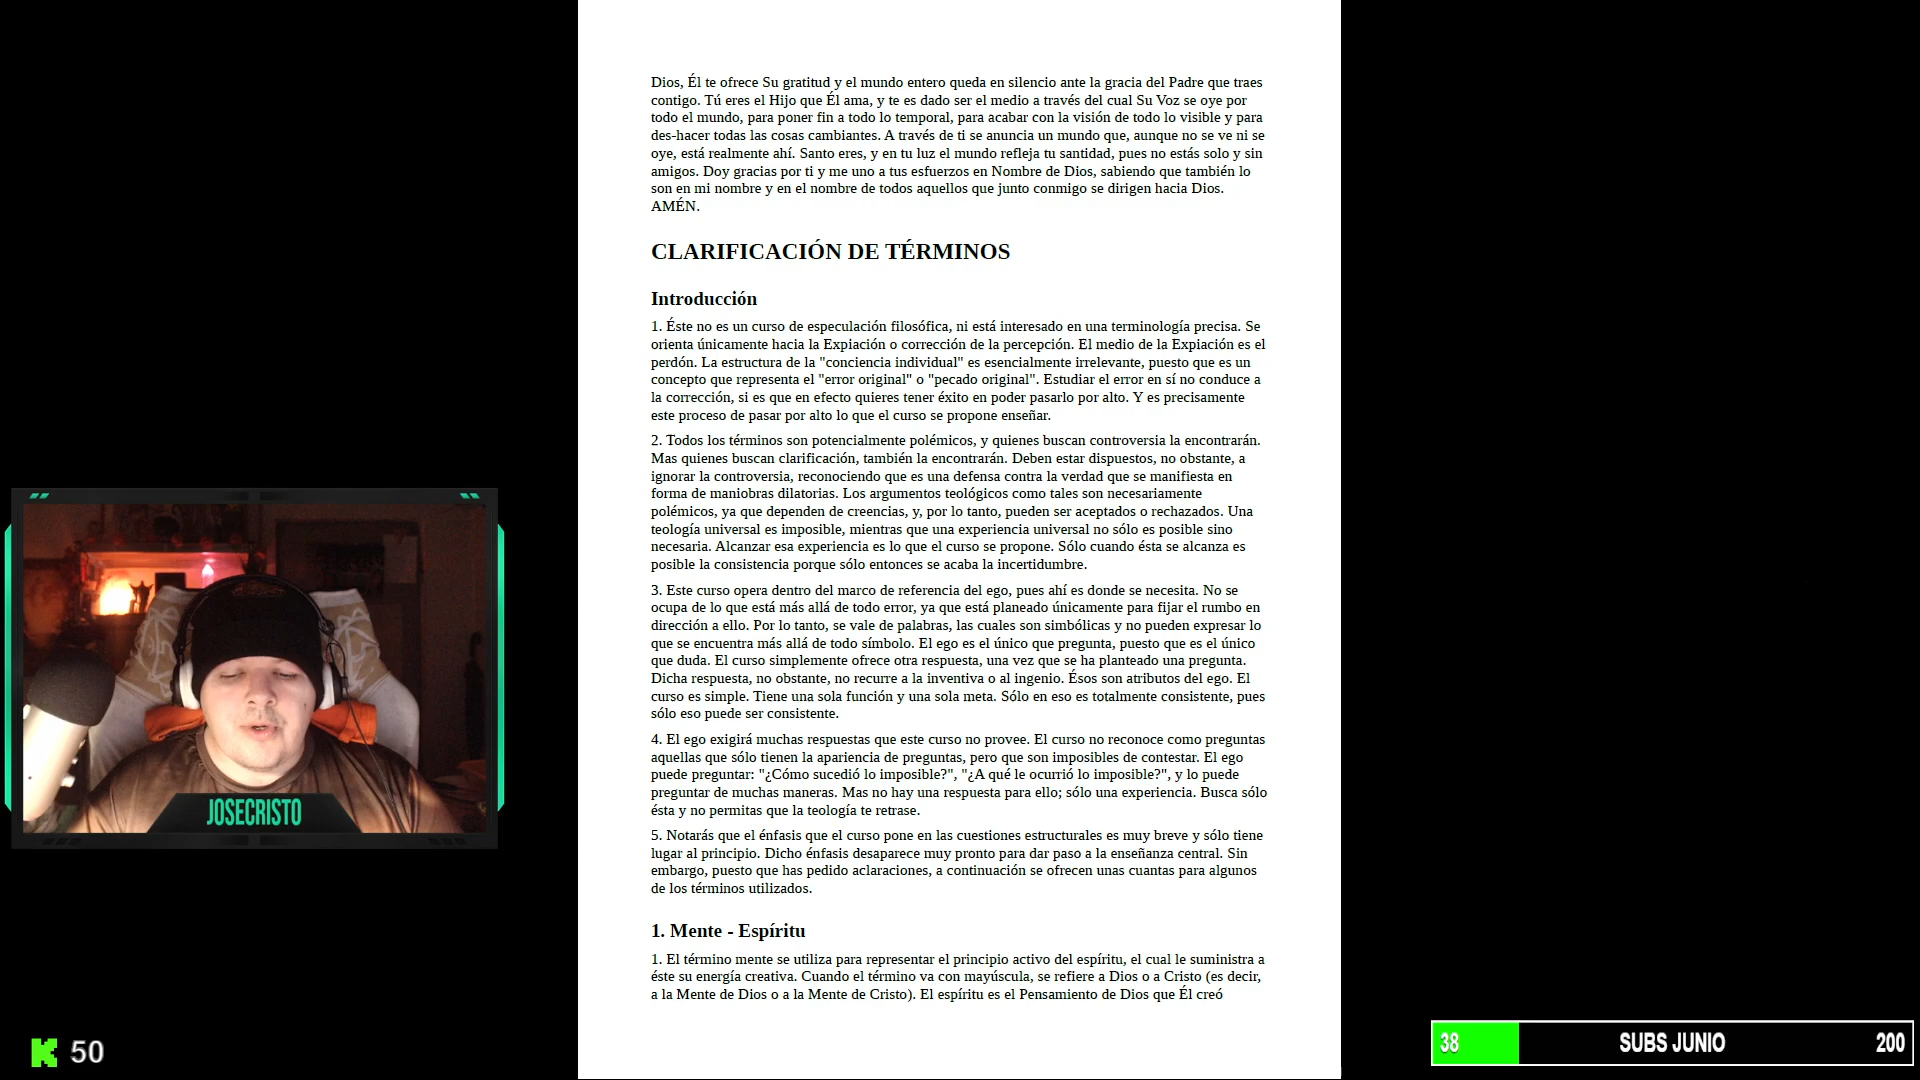 Dios, Él te ofrece Su gratitud y el mundo entero queda en silencio ante la gracia del Padre que traes
contigo. Tú eres el Hijo que Él ama, y te es dado ser el medio a través del cual Su Voz se oye por
todo el mundo, para poner fin a todo lo temporal, para acabar con la visión de todo lo visible y para
des-hacer todas las cosas cambiantes. A través de ti se anuncia un mundo que, aunque no se ve ni se
oye, está realmente ahí. Santo eres, y en tu luz el mundo refleja tu santidad, pues no estás solo y sin
amigos. Doy gracias por ti y me uno a tus esfuerzos en Nombre de Dios, sabiendo que también lo
son en mi nombre y en el nombre de todos aquellos que junto conmigo se dirigen hacia Dios.
AMÉN.
CLARIFICACIÓN DE TÉRMINOS
Introducción
1. Éste no es un curso de especulación filosófica, ni está interesado en una terminología precisa. Se
orienta únicamente hacia la Expiación o corrección de la percepción. El medio de la Expiación es el
perdón. La estructura de la "conciencia individual" es esencialmente irrelevante, puesto que es un
concepto que representa el "error original" o "pecado original". Estudiar el error en sí no conduce a
la corrección, si es que en efecto quieres tener éxito en poder pasarlo por alto. Y es precisamente
este proceso de pasar por alto lo que el curso se propone enseñar.
2. Todos los términos son potencialmente polémicos, y quienes buscan controversia la encontrarán.
Mas quienes buscan clarificación, también la encontrarán. Deben estar dispuestos, no obstante, a
ignorar la controversia, reconociendo que es una defensa contra la verdad que se manifiesta en
forma de maniobras dilatorias. Los argumentos teológicos como tales son necesariamente
polémicos, ya que dependen de creencias, y, por lo tanto, pueden ser aceptados o rechazados. Una
teología universal es imposible, mientras que una experiencia universal no sólo es posible sino
necesaria. Alcanzar esa experiencia es lo que el curso se propone. Sólo cuando ésta se alcanza es
posible la consistencia porque sólo entonces se acaba la incertidumbre.
3. Este curso opera dentro del marco de referencia del ego, pues ahí es donde se necesita. No se
ocupa de lo que está más allá de todo error, ya que está planeado únicamente para fijar el rumbo en
dirección a ello. Por lo tanto, se vale de palabras, las cuales son simbólicas y no pueden expresar lo
que se encuentra más allá de todo símbolo. El ego es el único que pregunta, puesto que es el único
que duda. El curso simplemente ofrece otra respuesta, una vez que se ha planteado una pregunta.
Dicha respuesta, no obstante, no recurre a la inventiva o al ingenio. Ésos son atributos del ego. El
curso es simple. Tiene una sola función y una sola meta. Sólo en eso es totalmente consistente, pues
sólo eso puede ser consistente.
4. El ego exigirá muchas respuestas que este curso no provee. El curso no reconoce como preguntas
aquellas que sólo tienen la apariencia de preguntas, pero que son imposibles de contestar. El ego
puede preguntar: "¿Cómo sucedió lo imposible?", "¿A qué le ocurrió lo imposible?", y lo puede
preguntar de muchas maneras. Mas no hay una respuesta para ello; sólo una experiencia. Busca sólo
ésta y no permitas que la teología te retrase.
5. Notarás que el énfasis que el curso pone en las cuestiones estructurales es muy breve y sólo tiene
lugar al principio. Dicho énfasis desaparece muy pronto para dar paso a la enseñanza central. Sin
embargo, puesto que has pedido aclaraciones, a continuación se ofrecen unas cuantas para algunos
de los términos utilizados.
1. Mente - Espíritu
1. El término mente se utiliza para representar el principio activo del espíritu, el cual le suministra a
éste su energía creativa. Cuando el término va con mayúscula, se refiere a Dios o a Cristo (es decir,
a la Mente de Dios o a la Mente de Cristo). El espíritu es el Pensamiento de Dios que Él creó
JOSECRISTO
K 50
38 SUBS JUNIO 200